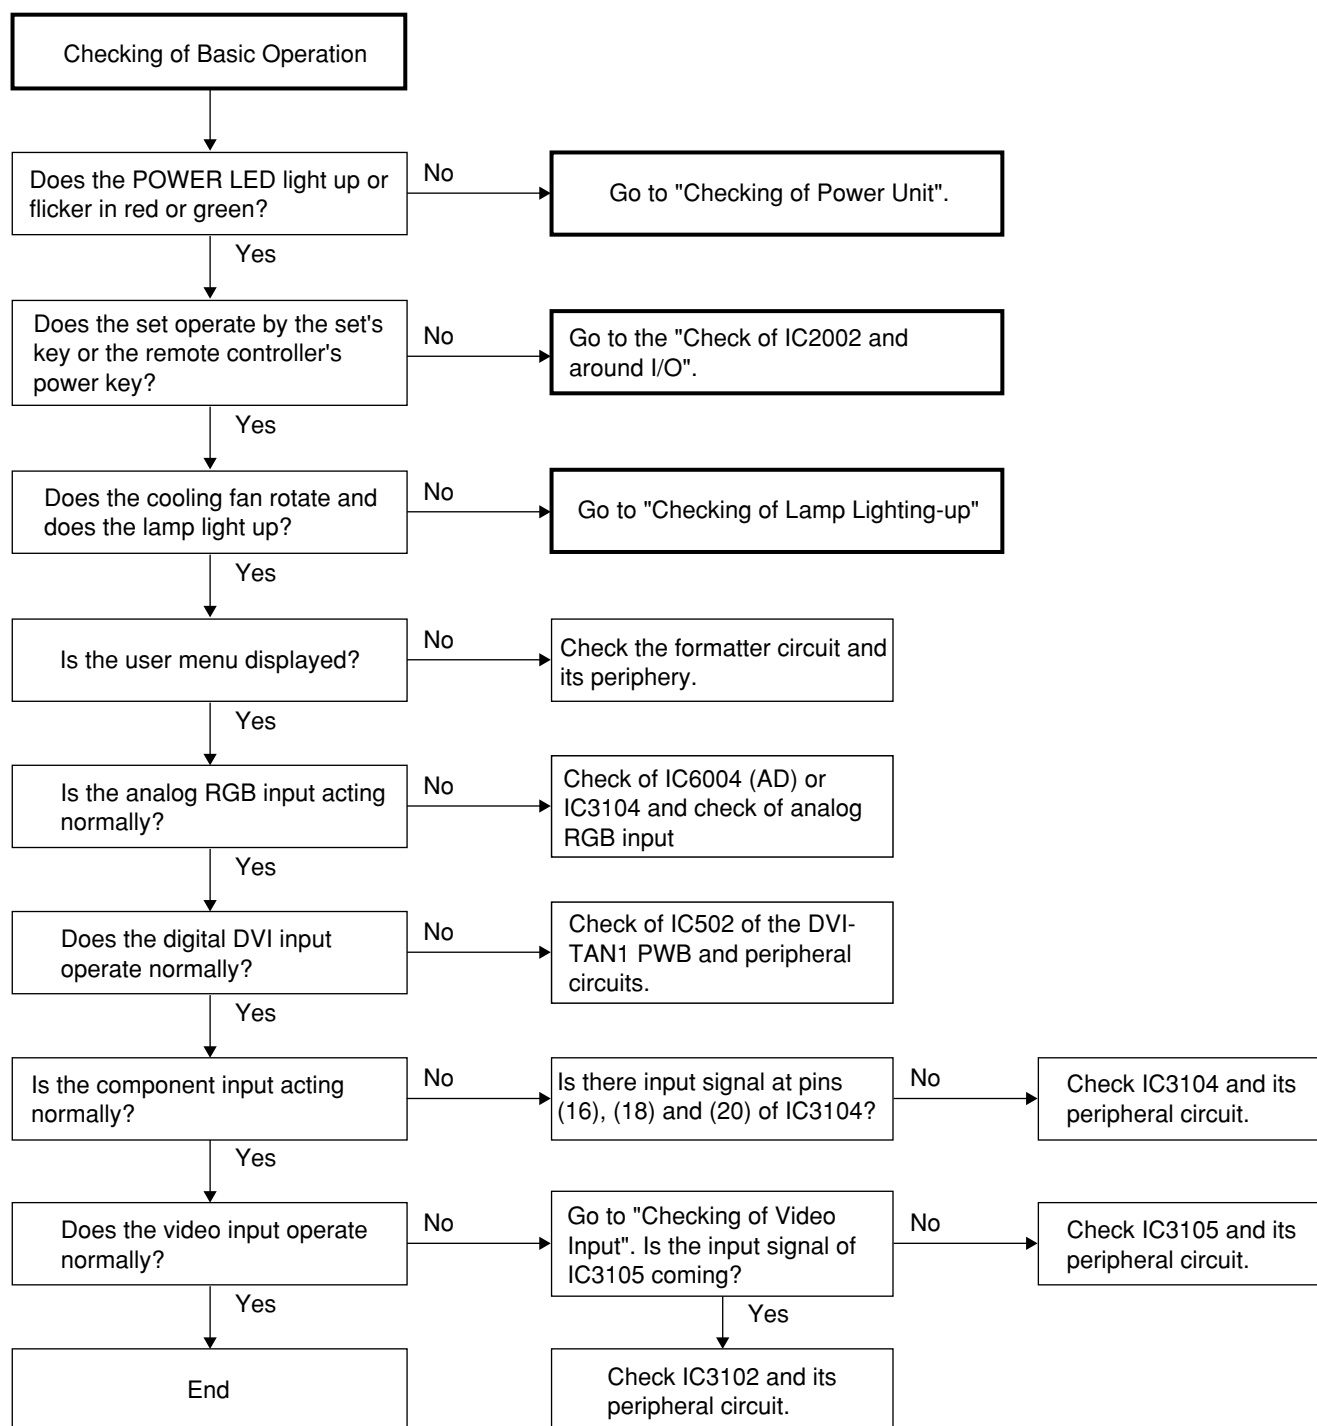 Checking of Basic Operation
Does the POWER LED light up or
flicker in red or green?
No
Go to "Checking of Power Unit".
Yes
Does the set operate by the set's
key or the remote controller's
power key?
No
Go to the "Check of IC2002 and
around I/O".
Yes
Does the cooling fan rotate and
does the lamp light up?
No
Go to "Checking of Lamp Lighting-up"
Yes
Is the user menu displayed?
No
Check the formatter circuit and
its periphery.
Yes
Is the analog RGB input acting
normally?
No
Check of IC6004 (AD) or
IC3104 and check of analog
RGB input
Yes
Does the digital DVI input
operate normally?
No
Check of IC502 of the DVI-
TAN1 PWB and peripheral
circuits.
Yes
Is the component input acting
normally?
No
Is there input signal at pins
(16), (18) and (20) of IC3104?
No
Check IC3104 and its
peripheral circuit.
Yes
Does the video input operate
normally?
No
Go to "Checking of Video
Input". Is the input signal of
IC3105 coming?
No
Check IC3105 and its
peripheral circuit.
Yes
Yes
End
Check IC3102 and its
peripheral circuit.